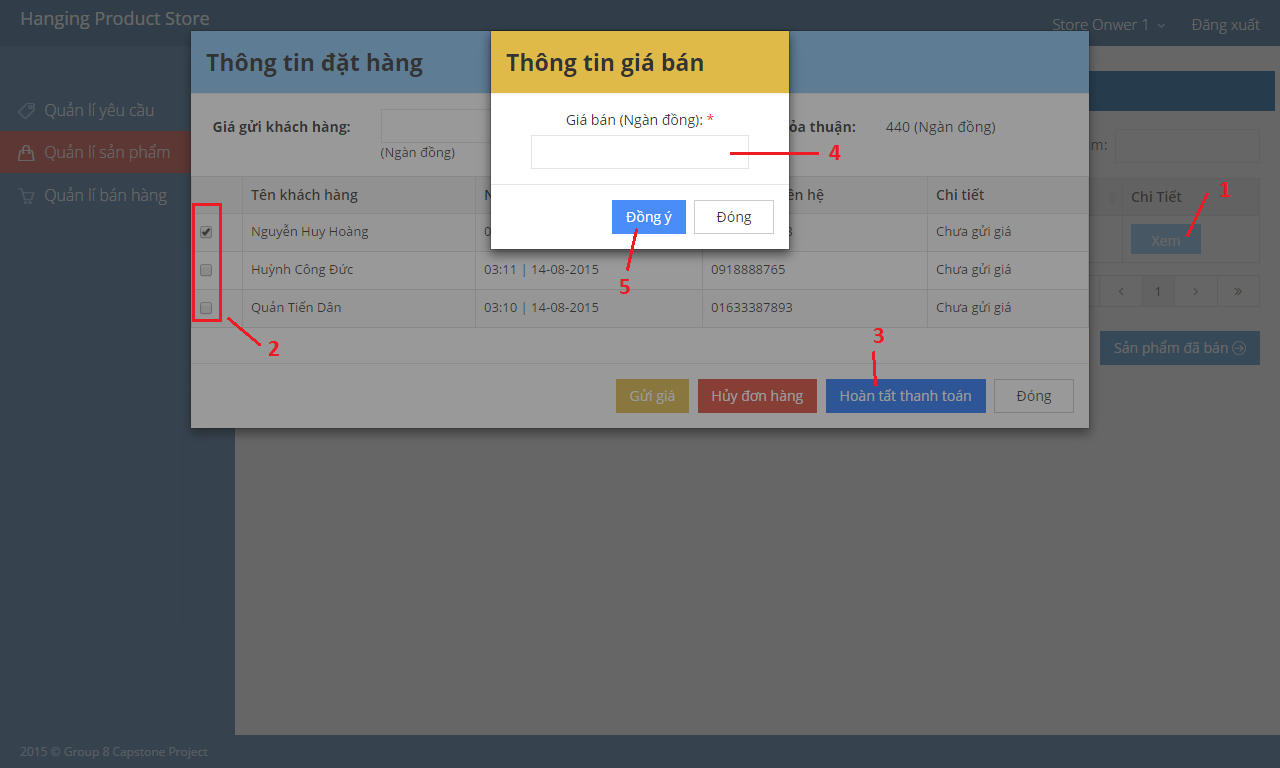 Hanging Product Store
Store Onwer 1
Đăng xuất
Thông tin đặt hàng
Thông tin giá bán
Quản lí yêu cầu
Quản lí sản phẩm
Quản lí bán hàng
Giá gửi khách hàng:
(Ngàn đồng)
Giá bán (Ngàn đồng): *
thuận:
440 (Ngàn đồng)
4
Đồng ý
Đóng
5
Tên khách hàng
hệ
Chi tiết
Nguyễn Huy Hoàng
Chưa gửi giá
Huỳnh Công Đức
03:11 | 14-08-2015
0918888765
Chưa gửi giá
Quản Tiến Dân
03:10 | 14-08-2015
01633387893
Chưa gửi giá
2
3
Gửi giá
Hủy đơn hàng
Hoàn tất thanh toán
Đóng
Chi Tiết
1
Xem
‹ 1 › »
Sản phẩm đã bán
2015 © Group 8 Capstone Project